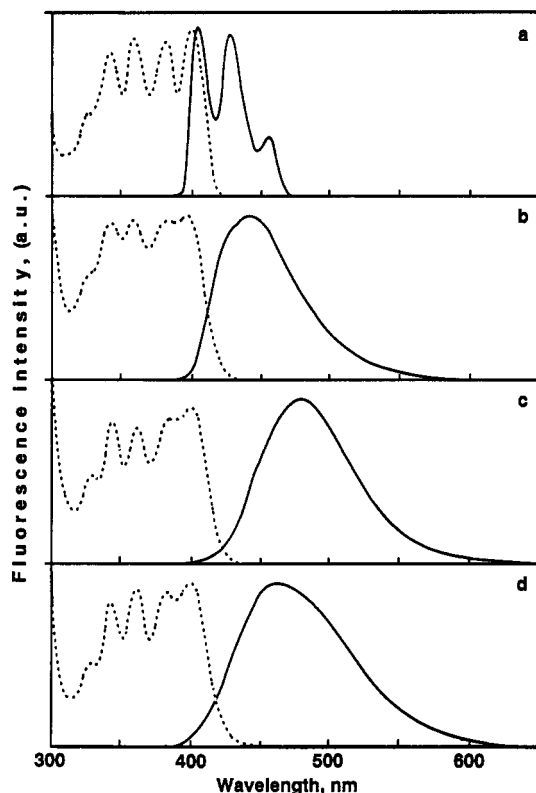 a
b
c
d
Fluorescence intensity, (a.u.)
300 400 500 600
Wavelength, nm